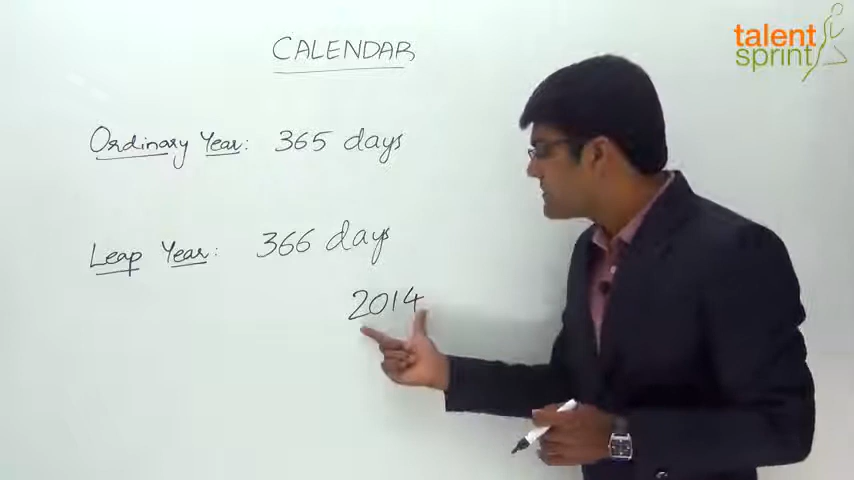 CALENDAR
talent
sprint
Ordinary Year: 365 days
Leap Year: 366 days
2014